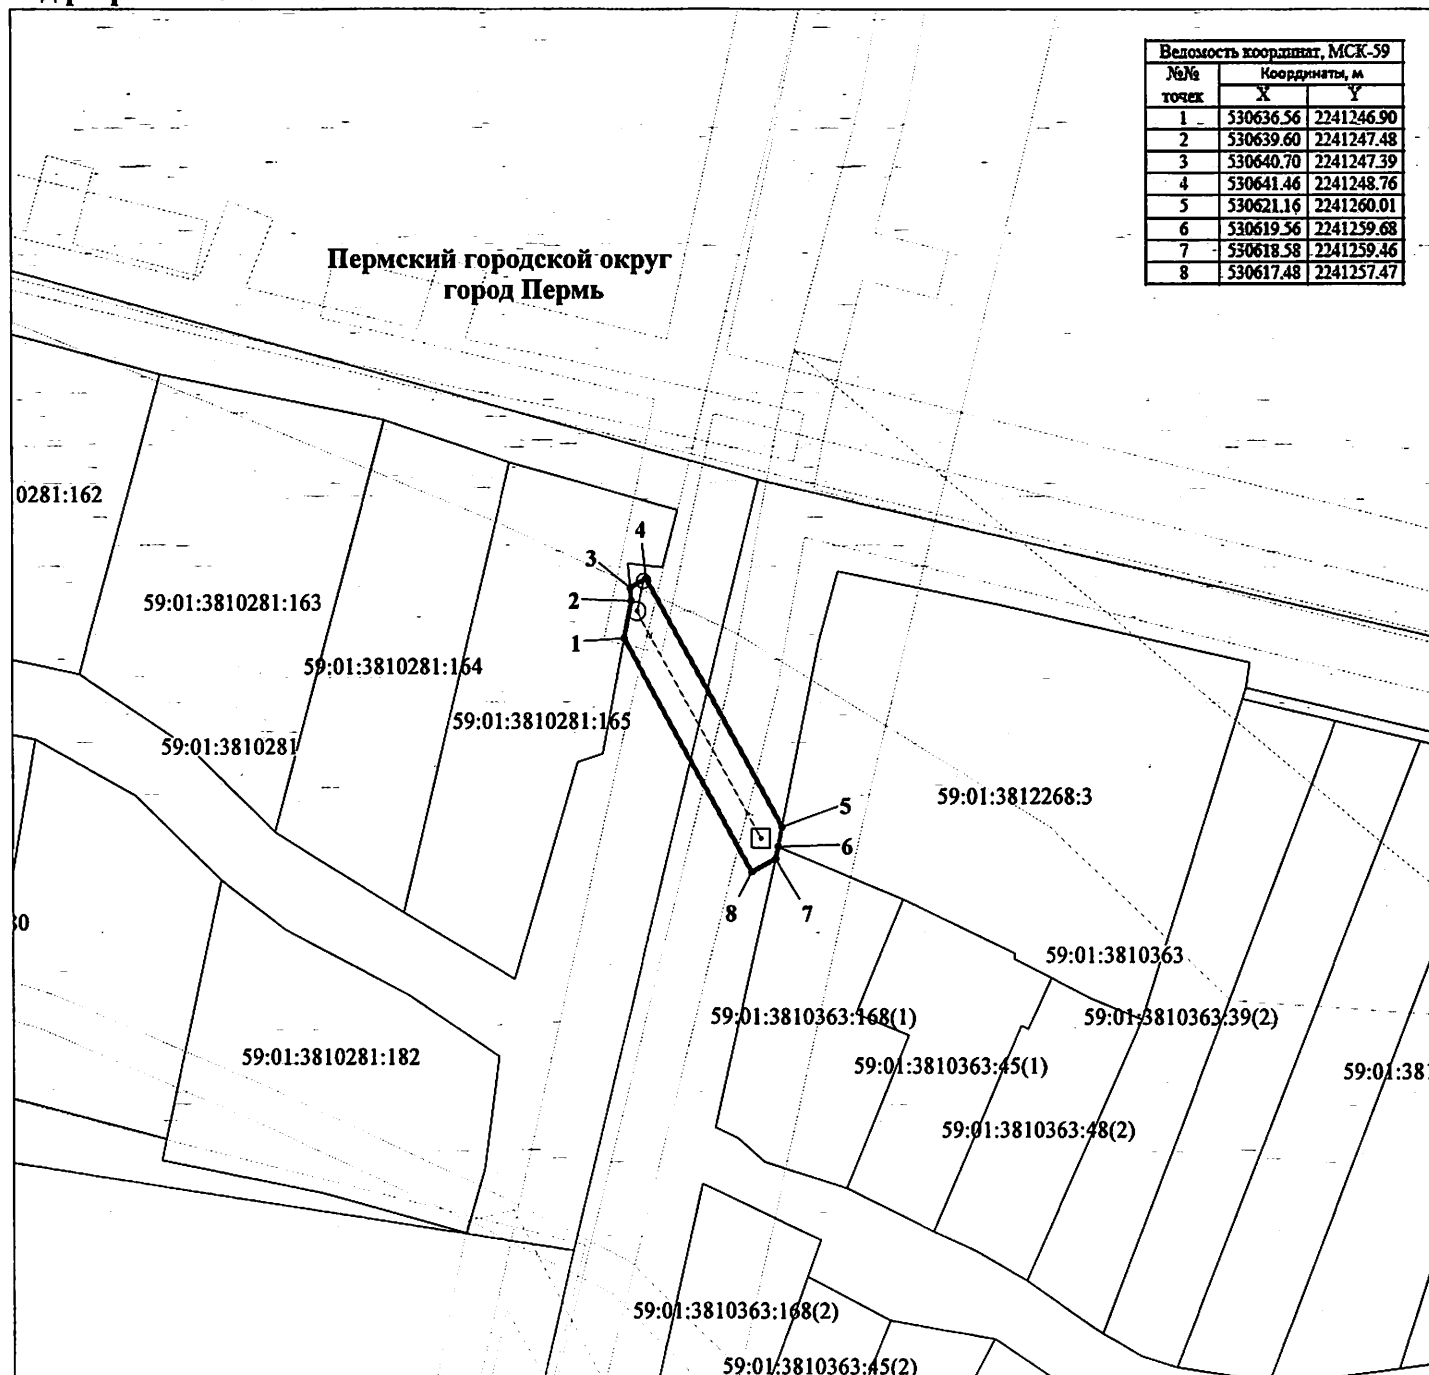 Ведомость координат, МСК-59
№№ точек Координаты, м
X Y
1 530636.56 2241246.90
2 530639.60 2241247.48
3 530640.70 2241247.39
4 530641.46 2241248.76
5 530621.16 2241260.01
6 530619.56 2241259.68
7 530618.58 2241259.46
8 530617.48 2241257.47
Пермский городской округ
город Пермь
0281:162
4
3
59:01:3810281:163
2
1
59:01:3810281:164
59:01:3810281:165
59:01:3810281
59:01:3812268:3
5
6
8
7
59:01:3810363
59:01:3810363:168(1)
59:01:3810363:39(2)
59:01:3810281:182
59:01:3810363:45(1)
59:01:381
59:01:3810363:48(2)
59:01:3810363:168(2)
59:01:3810363:45(2)